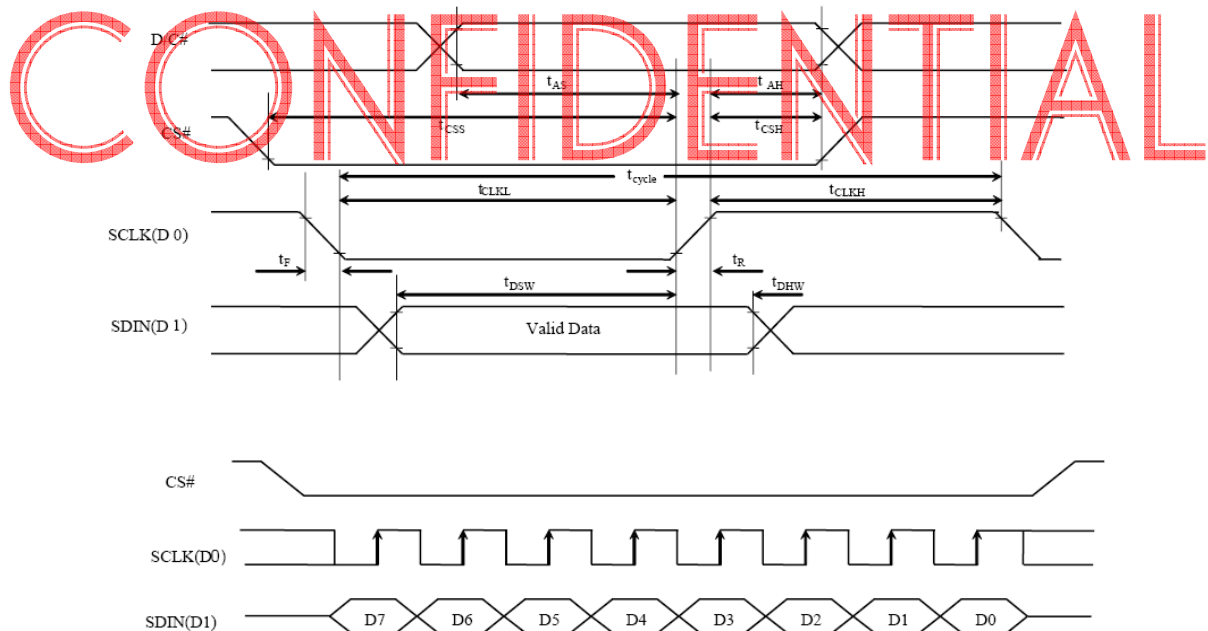 CONFIDENTIAL
D/C#
tAS
tAH
CS#
tCSS
tCSH
tcycle
tCLKL
tCLKH
SCLK(D 0)
tF
tR
tDSW
tDHW
SDIN(D 1)
Valid Data
CS#
SCLK(D0)
SDIN(D1)
D7 D6 D5 D4 D3 D2 D1 D0